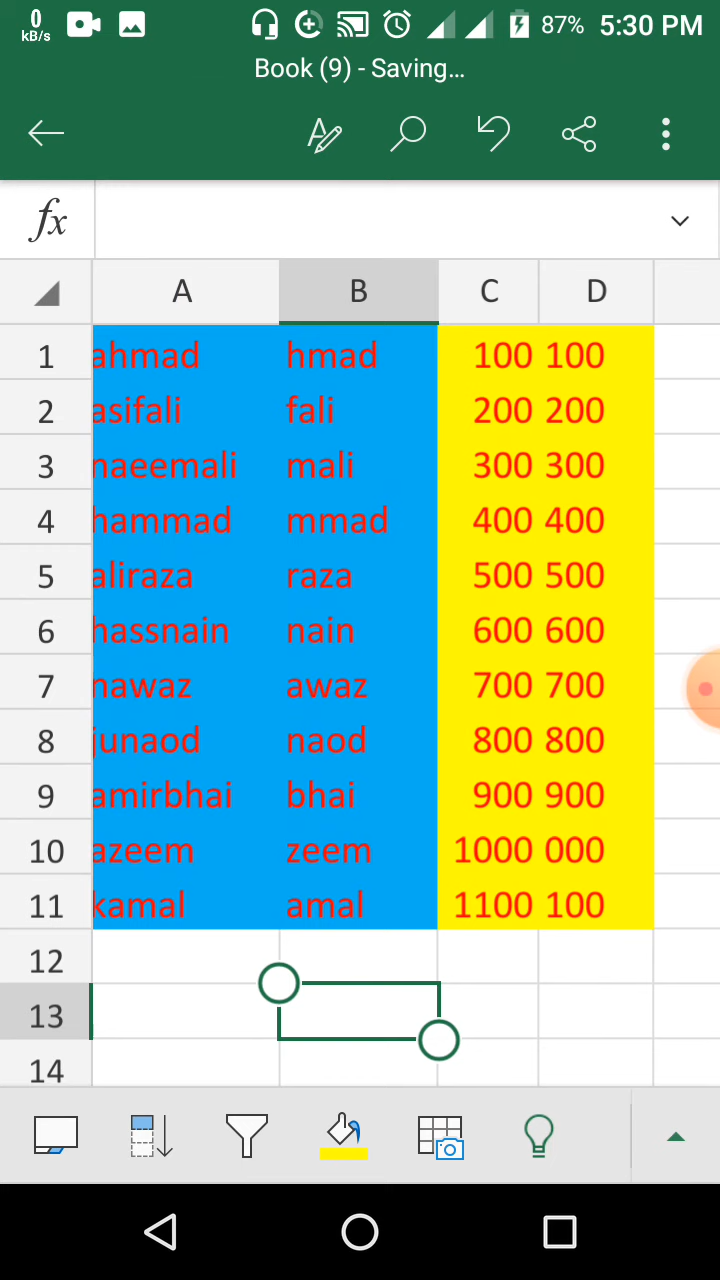 0 kB/s 87% 5:30 PM
Book (9) - Saving...
fx
A B C D
1 ahmad hmad 100 100
2 asifali fali 200 200
3 naeemali mali 300 300
4 hammad mmad 400 400
5 aliraza raza 500 500
6 hassnain nain 600 600
7 nawaz awaz 700 700
8 junaod naod 800 800
9 amirbhai bhai 900 900
10 azeem zeem 1000 000
11 kamal amal 1100 100
12
13
14